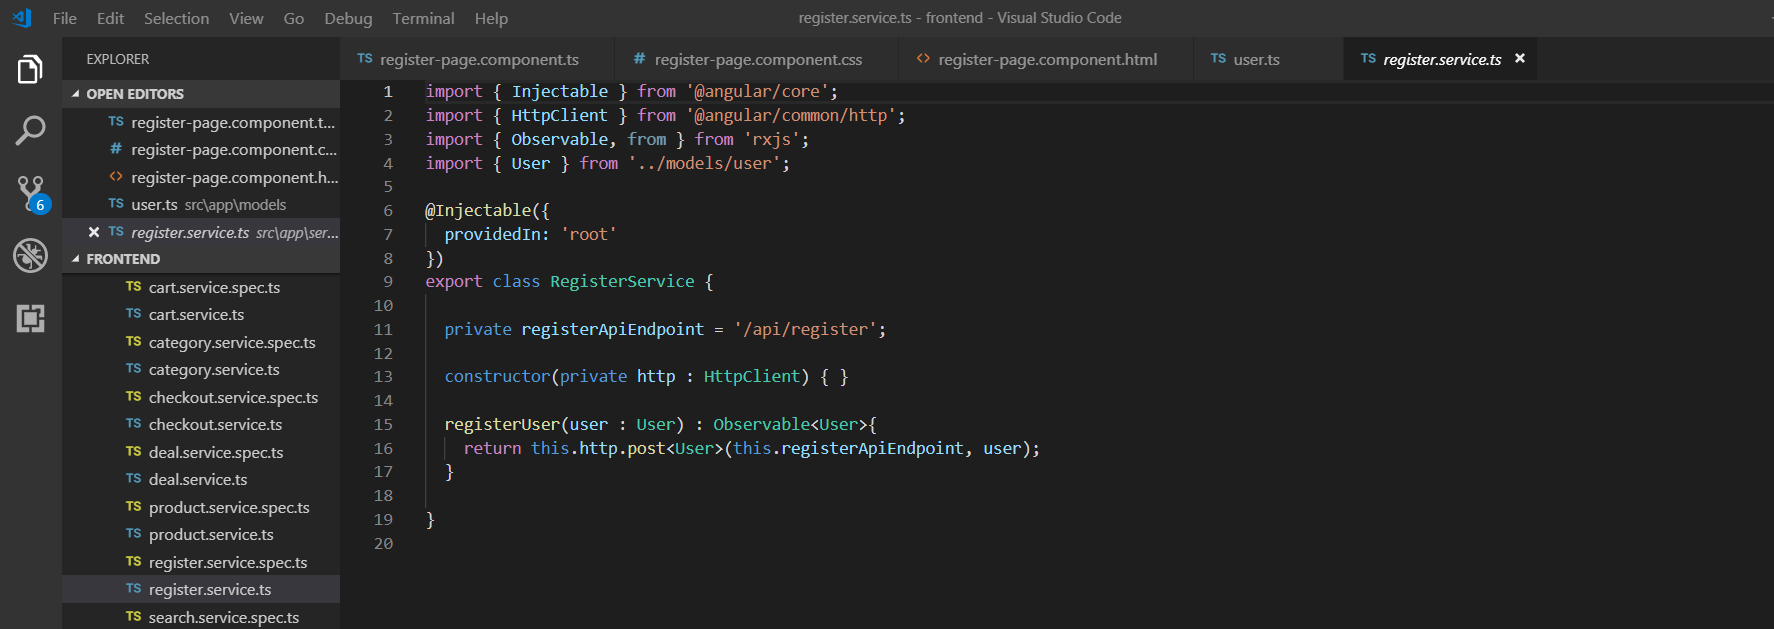 File Edit Selection View Go Debug Terminal Help
register.service.ts - frontend - Visual Studio Code
EXPLORER
OPEN EDITORS
TS register-page.component.t...
# register-page.component.c...
<> register-page.component.h...
TS user.ts src\app\models
TS register.service.ts src\app\ser...
FRONTEND
TS cart.service.spec.ts
TS cart.service.ts
TS category.service.spec.ts
TS category.service.ts
TS checkout.service.spec.ts
TS checkout.service.ts
TS deal.service.spec.ts
TS deal.service.ts
TS product.service.spec.ts
TS product.service.ts
TS register.service.spec.ts
TS register.service.ts
TS search.service.spec.ts
6
TS register-page.component.ts # register-page.component.css <> register-page.component.html TS user.ts TS register.service.ts
1 import { Injectable } from '@angular/core';
2 import { HttpClient } from '@angular/common/http';
3 import { Observable, from } from 'rxjs';
4 import { User } from '../models/user';
5
6 @Injectable({
7   providedIn: 'root'
8 })
9 export class RegisterService {
10
11   private registerApiEndpoint = '/api/register';
12
13   constructor(private http : HttpClient) { }
14
15   registerUser(user : User) : Observable<User>{
16     return this.http.post<User>(this.registerApiEndpoint, user);
17   }
18
19 }
20